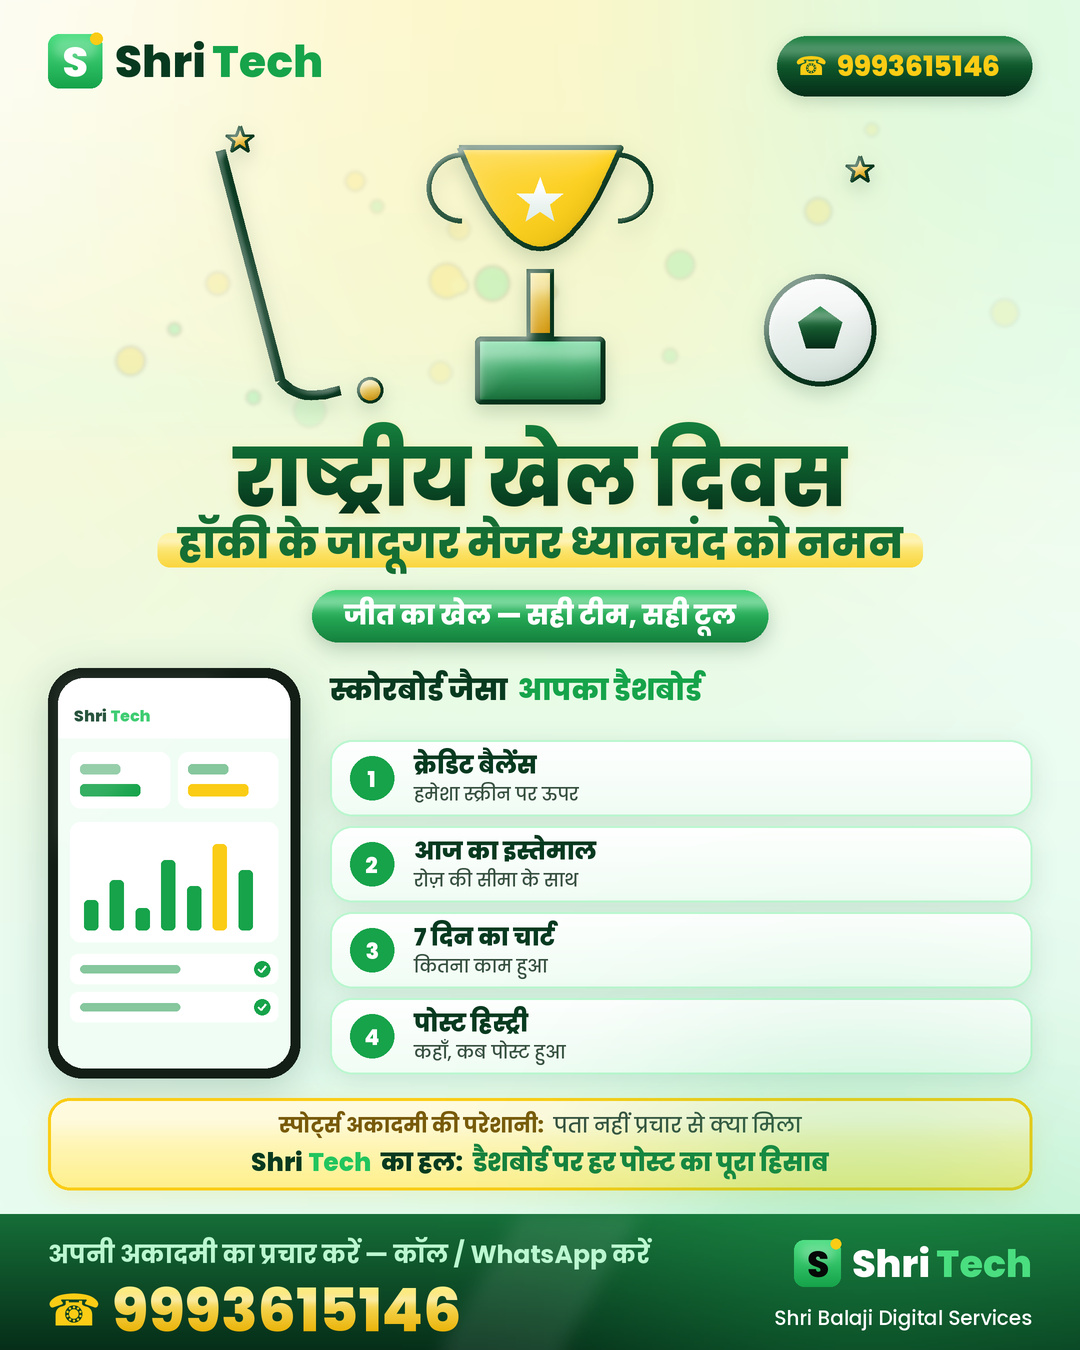 S Shri Tech
☎ 9993615146
राष्ट्रीय खेल दिवस
हॉकी के जादूगर मेजर ध्यानचंद को नमन
जीत का खेल — सही टीम, सही टूल
Shri Tech
स्कोरबोर्ड जैसा आपका डैशबोर्ड
1 क्रेडिट बैलेंस
हमेशा स्क्रीन पर ऊपर
2 आज का इस्तेमाल
रोज़ की सीमा के साथ
3 7 दिन का चार्ट
कितना काम हुआ
4 पोस्ट हिस्ट्री
कहाँ, कब पोस्ट हुआ
स्पोर्ट्स अकादमी की परेशानी: पता नहीं प्रचार से क्या मिला
Shri Tech का हल: डैशबोर्ड पर हर पोस्ट का पूरा हिसाब
अपनी अकादमी का प्रचार करें — कॉल / WhatsApp करें
☎ 9993615146
S Shri Tech
Shri Balaji Digital Services